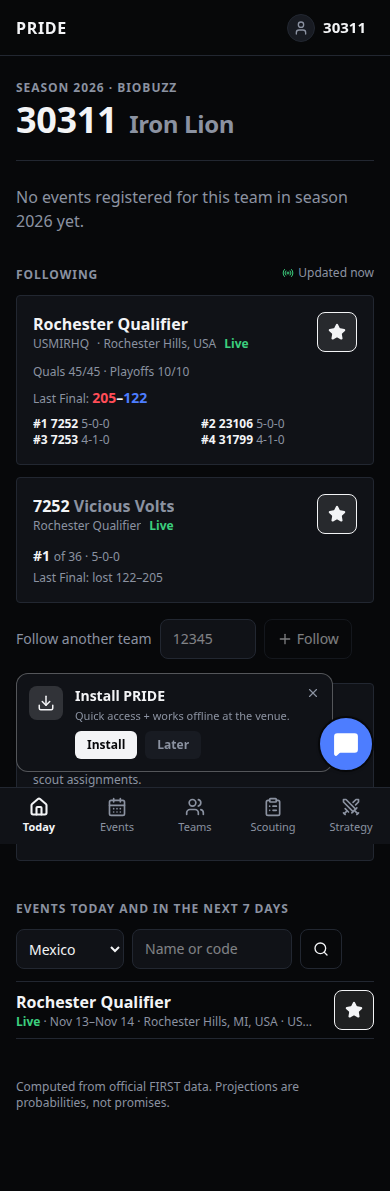 PRIDE
30311
SEASON 2026 · BIOBUZZ
30311 Iron Lion
No events registered for this team in season
2026 yet.
FOLLOWING
Updated now
Rochester Qualifier
USMIRHQ · Rochester Hills, USA Live
Quals 45/45 · Playoffs 10/10
Last Final: 205–122
#1 7252 5-0-0
#2 23106 5-0-0
#3 7253 4-1-0
#4 31799 4-1-0
7252 Vicious Volts
Rochester Qualifier Live
#1 of 36 · 5-0-0
Last Final: lost 122–205
Follow another team
12345
Follow
Install PRIDE
Quick access + works offline at the venue.
Install
Later
scout assignments.
Today
Events
Teams
Scouting
Strategy
EVENTS TODAY AND IN THE NEXT 7 DAYS
Mexico
Name or code
Rochester Qualifier
Live · Nov 13–Nov 14 · Rochester Hills, MI, USA · US...
Computed from official FIRST data. Projections are
probabilities, not promises.